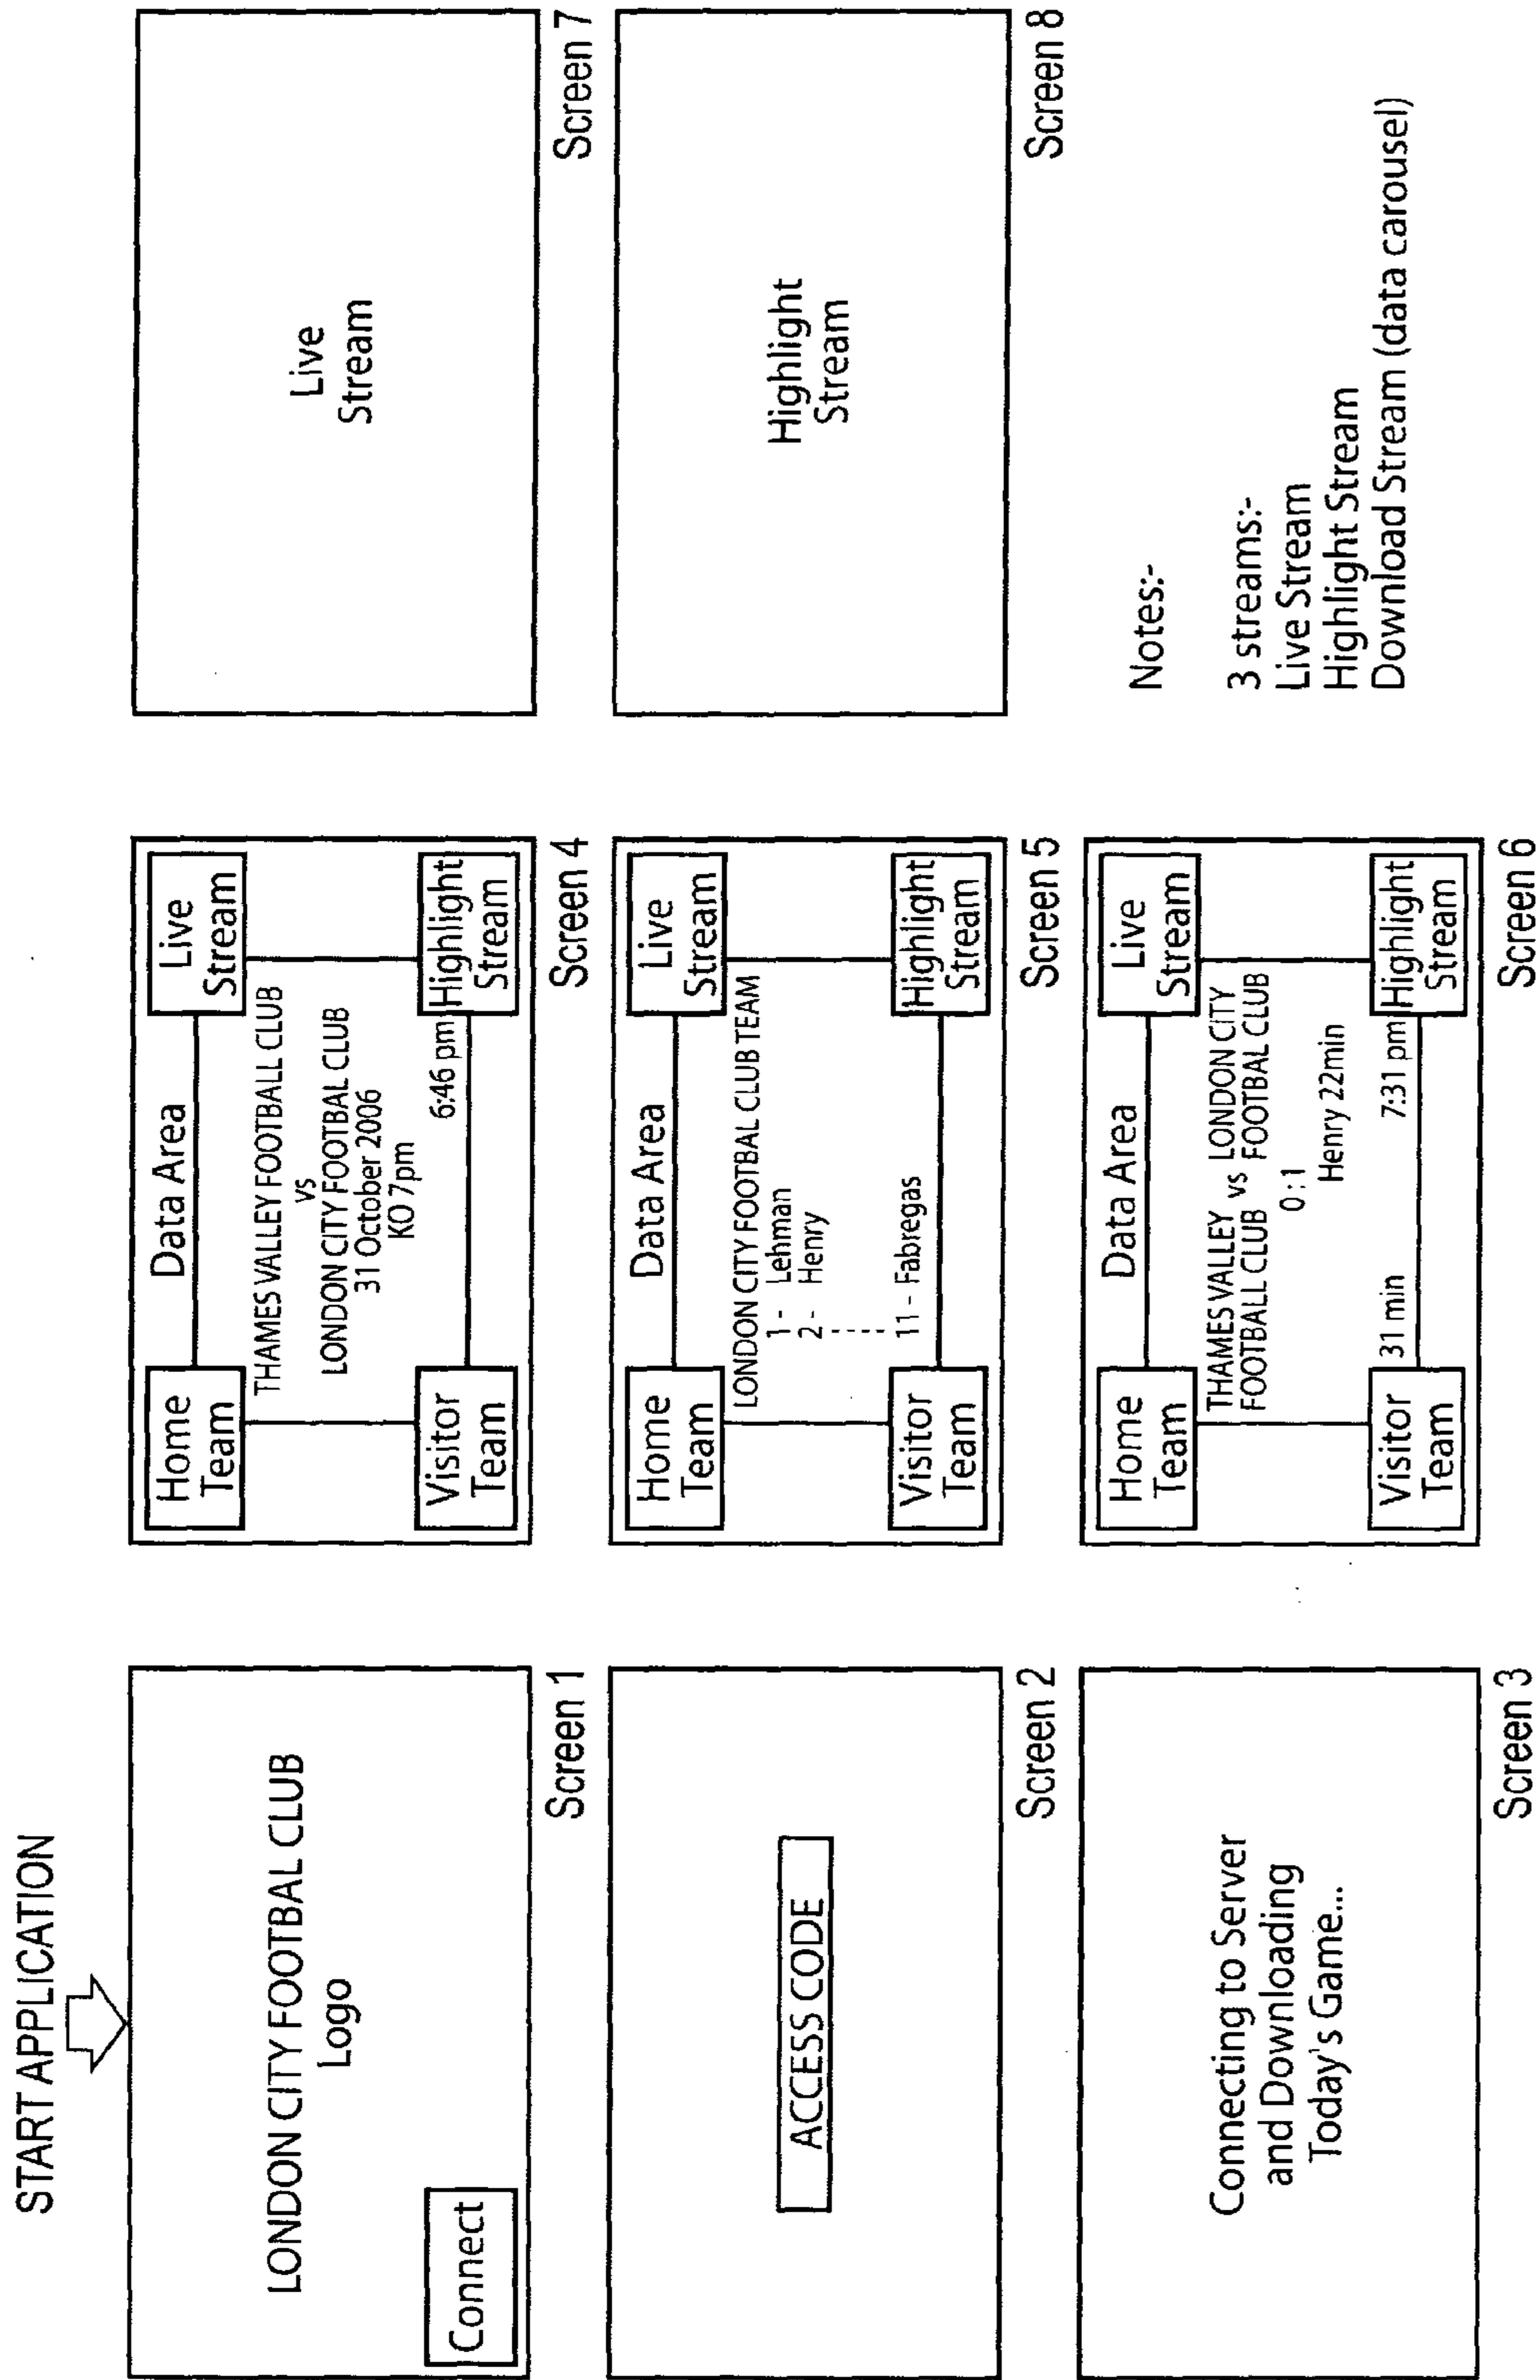 START APPLICATION
LONDON CITY FOOTBAL CLUB
Logo
Connect
Screen 1
ACCESS CODE
Screen 2
Connecting to Server
and Downloading
Today's Game...
Screen 3
Home
Team
Data Area
Live
Stream
THAMES VALLEY FOOTBALL CLUB
vs
LONDON CITY FOOTBAL CLUB
31 October 2006
KO 7pm
6:46 pm
Visitor
Team
Highlight
Stream
Screen 4
Home
Team
Data Area
Live
Stream
LONDON CITY FOOTBAL CLUB TEAM
1 - Lehman
2 - Henry
11 - Fabregas
Visitor
Team
Highlight
Stream
Screen 5
Home
Team
Data Area
Live
Stream
THAMES VALLEY vs LONDON CITY
FOOTBALL CLUB FOOTBAL CLUB
0 : 1
Henry 22min
31 min 7:31 pm
Visitor
Team
Highlight
Stream
Screen 6
Live
Stream
Screen 7
Highlight
Stream
Screen 8
Notes:-
3 streams:-
Live Stream
Highlight Stream
Download Stream (data carousel)